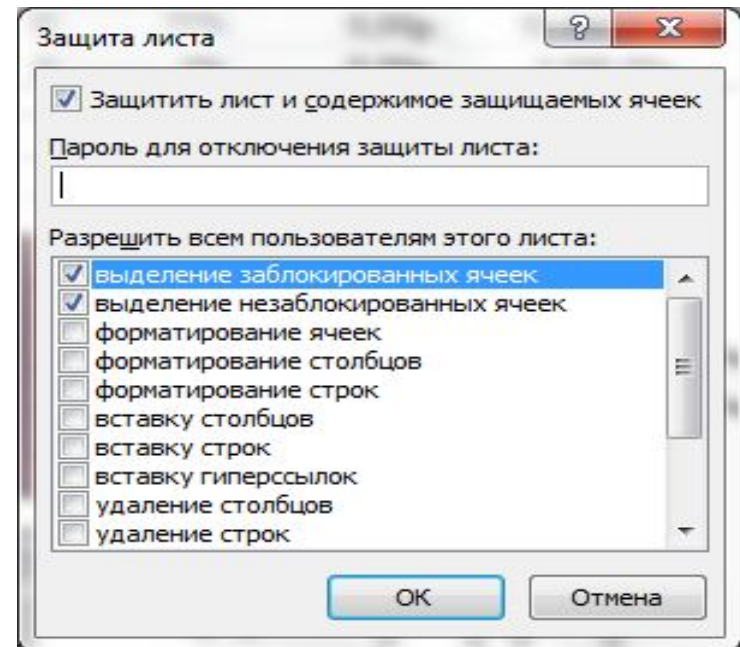 Защита листа
Защитить лист и содержимое защищаемых ячеек
Пароль для отключения защиты листа:
Разрешить всем пользователям этого листа:
выделение заблокированных ячеек
выделение незаблокированных ячеек
форматирование ячеек
форматирование столбцов
форматирование строк
вставку столбцов
вставку строк
вставку гиперссылок
удаление столбцов
удаление строк
ОК Отмена